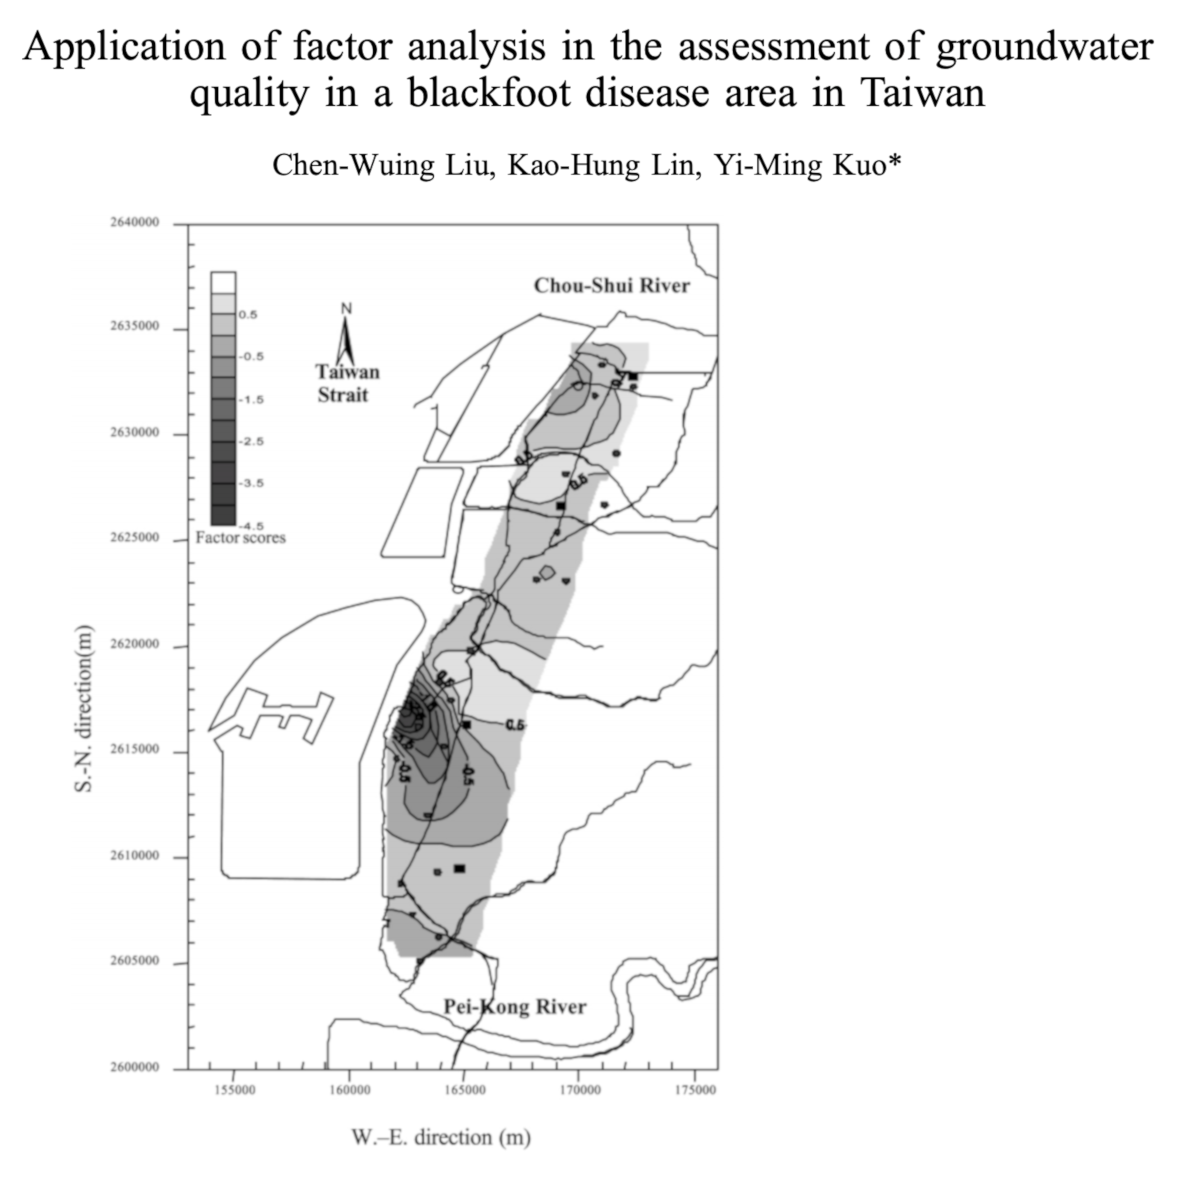 Application of factor analysis in the assessment of groundwater
quality in a blackfoot disease area in Taiwan
Chen-Wuing Liu, Kao-Hung Lin, Yi-Ming Kuo*
2640000
Chou-Shui River
0.5
N
2635000
-0.5
Taiwan
Strait
-1.5
2630000
-2.5
0.5
0.5
-3.5
-4.5
Factor scores
2625000
2620000
0.5
0.5
S.-N. direction(m)
2615000
-0.5
-0.5
2610000
2605000
Pei-Kong River
2600000
155000
160000
165000
170000
175000
W.–E. direction (m)